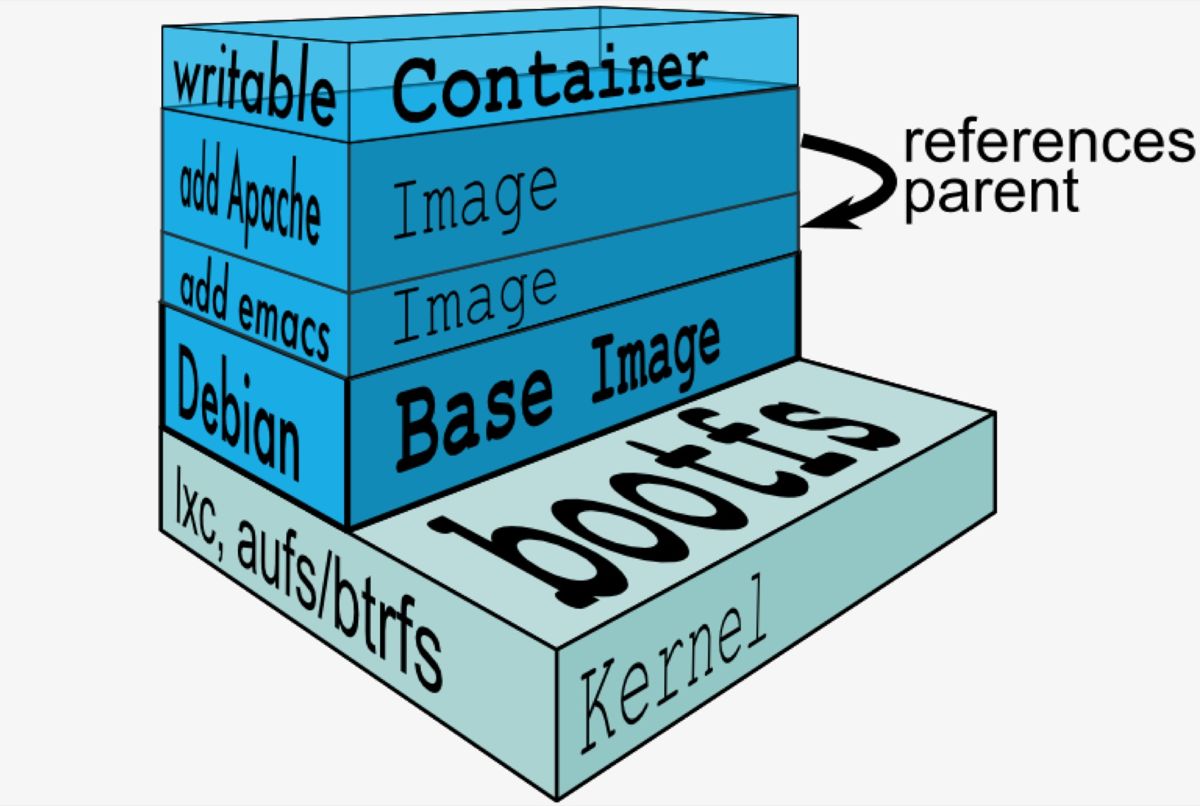 writable Container
add Apache Image
add emacs Image
Debian Base Image
lxc, aufs/btrfs
bootfs
Kernel
references
parent